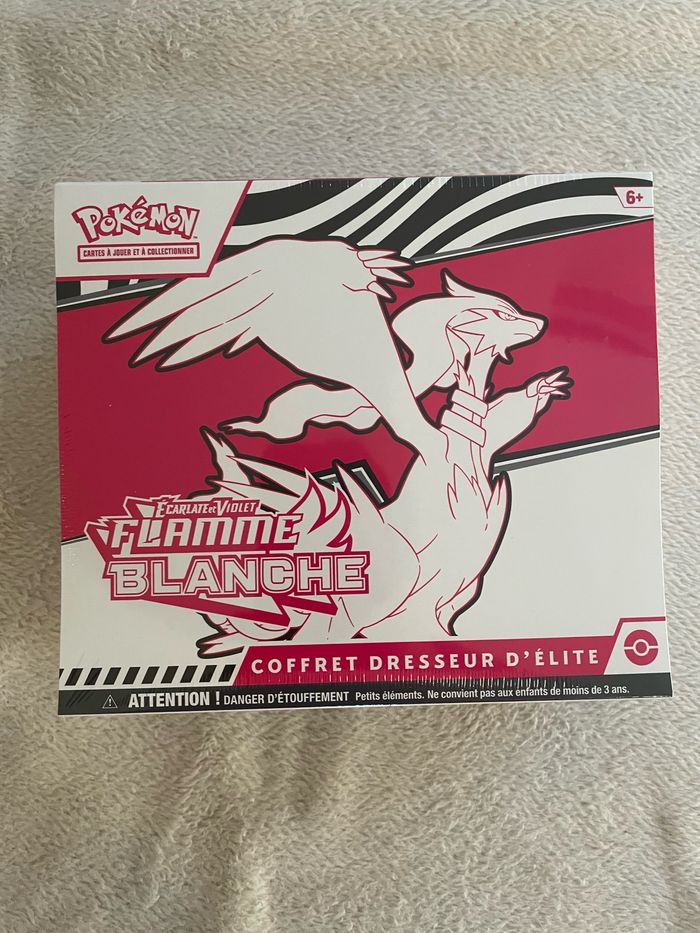 POKÉMON
CARTES À JOUER ET À COLLECTIONNER
6+
ÉCARLATE ET VIOLET
FLAMME
BLANCHE
COFFRET DRESSEUR D'ÉLITE
ATTENTION ! DANGER D'ÉTOUFFEMENT Petits éléments. Ne convient pas aux enfants de moins de 3 ans.